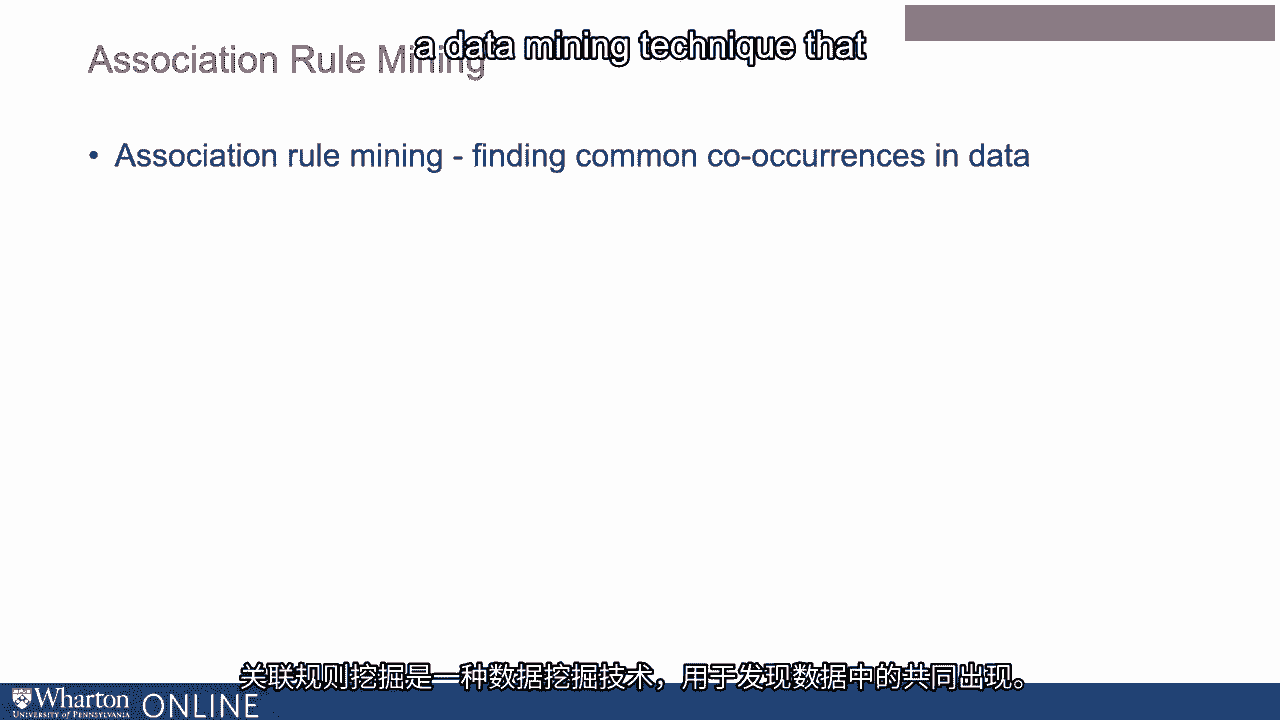 a data mining technique that
Association Rule Mining
• Association rule mining - finding common co-occurrences in data
关联规则挖掘是一种数据挖掘技术，用于发现数据中的共同出现。
Wharton
UNIVERSITY OF PENNSYLVANIA
ONLINE